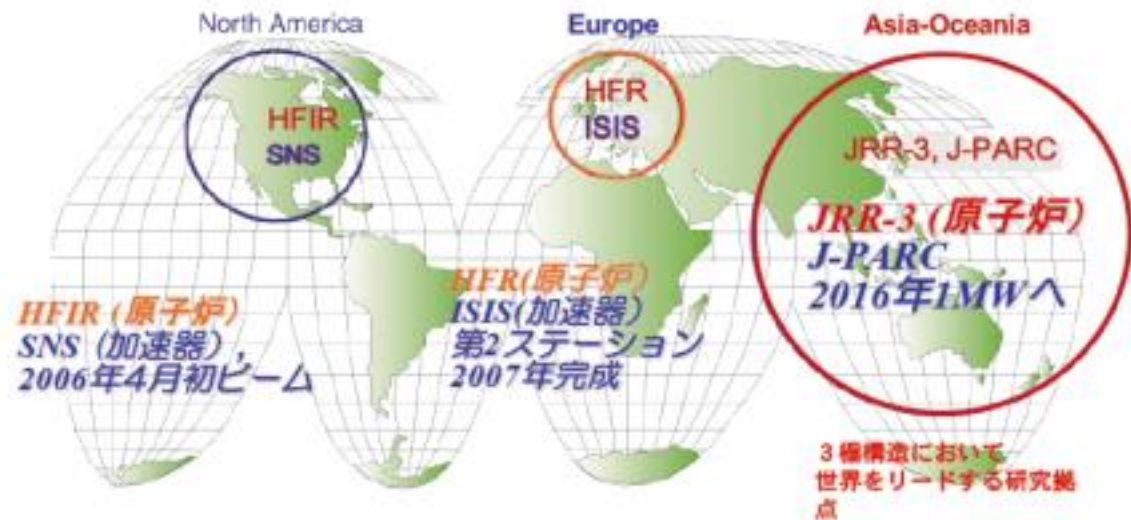 North America
Europe
Asia-Oceania
HFIR
SNS
HFR
ISIS
JRR-3, J-PARC
HFIR (原子炉)
SNS (加速器),
2006年4月初ビーム
HFR(原子炉)
ISIS(加速器)
第2ステーション
2007年完成
JRR-3 (原子炉)
J-PARC
2016年1MWへ
3極構造において
世界をリードする研究拠
点